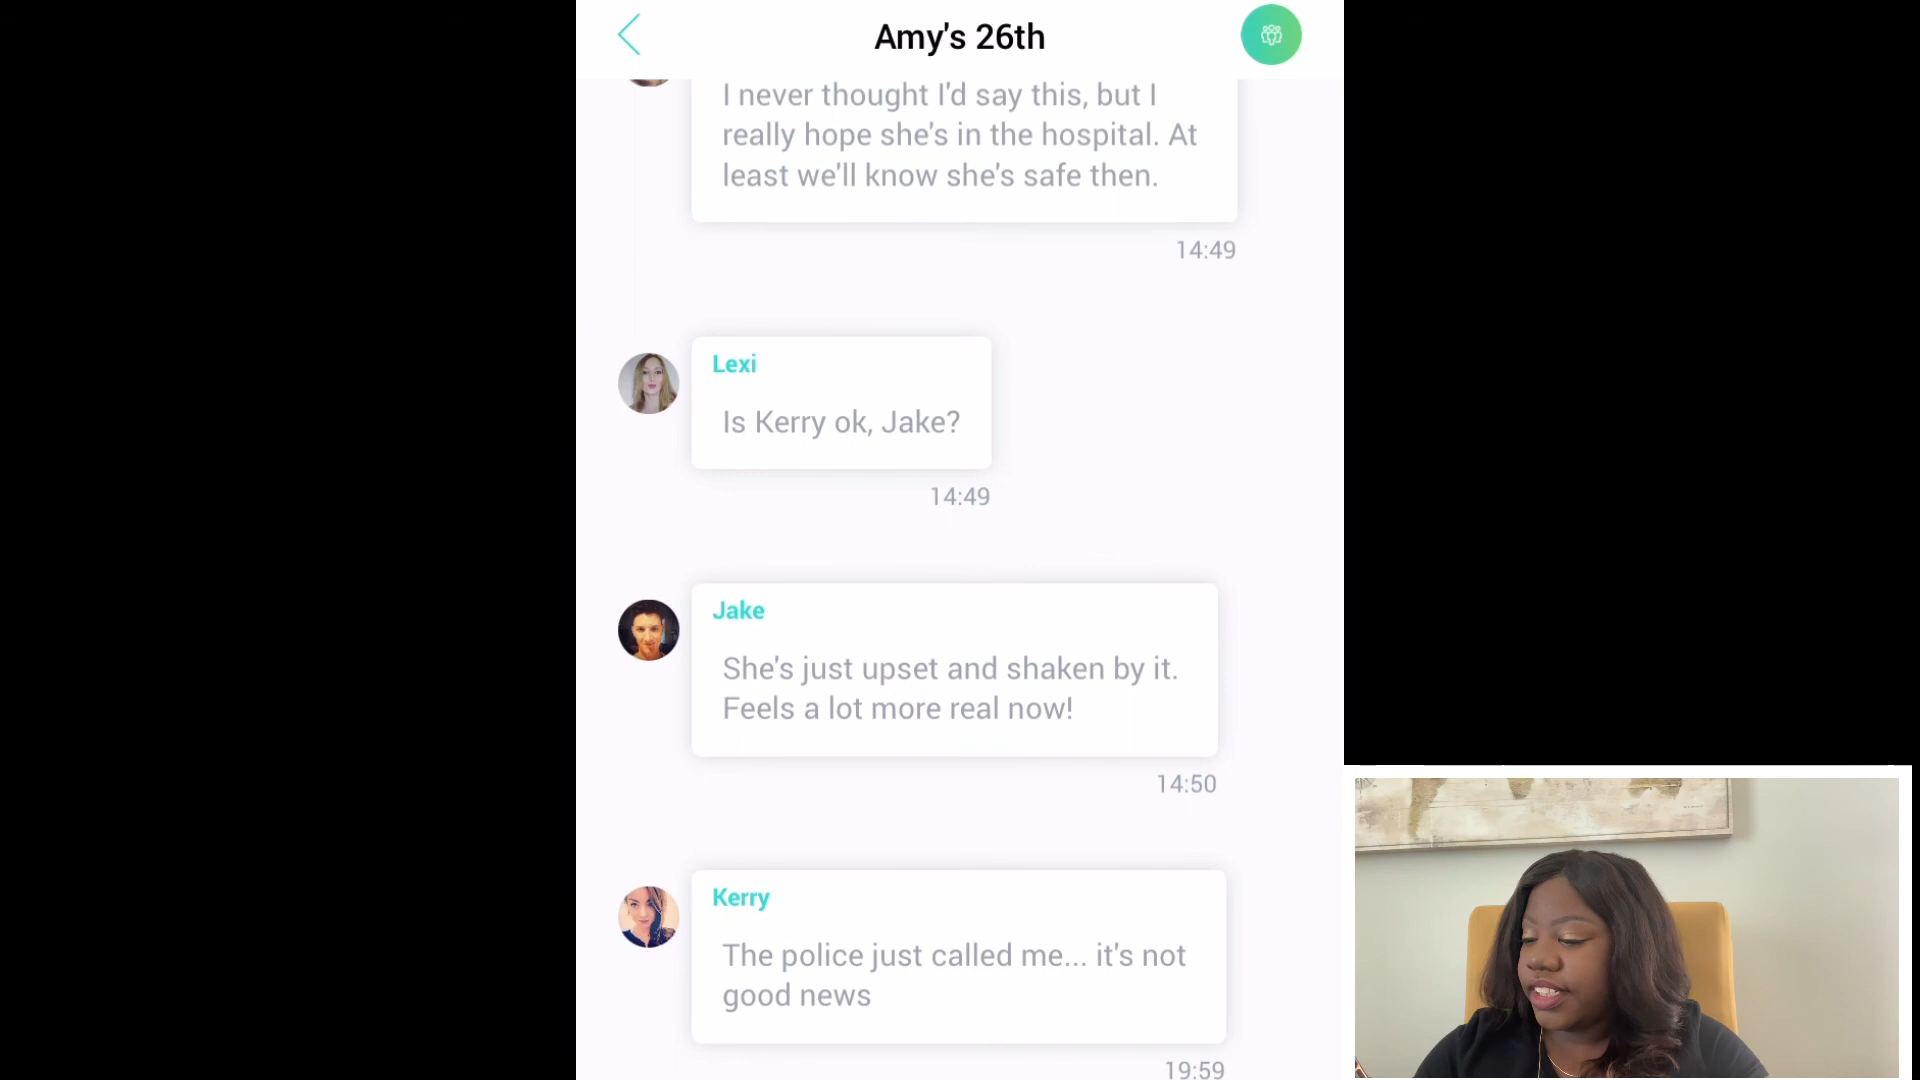 Amy's 26th
I never thought I'd say this, but I
really hope she's in the hospital. At
least we'll know she's safe then.
14:49
Lexi
Is Kerry ok, Jake?
14:49
Jake
She's just upset and shaken by it.
Feels a lot more real now!
14:50
Kerry
The police just called me... it's not
good news
19:59